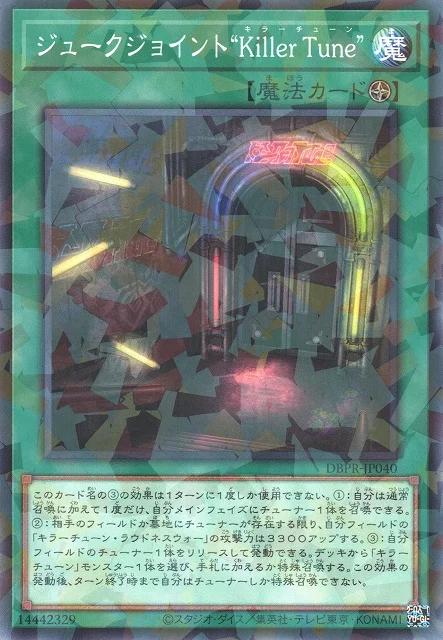 キラーチューン
ジュークジョイント“Killer Tune”
魔
まほう
【魔法カード】
Killer Tune
DBPR-JP040
このカード名の③の効果は1ターンに1度しか使用できない。①：自分は通常
召喚に加えて1度だけ、自分メインフェイズにチューナー1体を召喚できる。
②：相手のフィールドか墓地にチューナーが存在する限り、自分フィールドの
「キラーチューン・ラウドネスウォー」の攻撃力は3300アップする。③：自分
フィールドのチューナー1体をリリースして発動できる。デッキから「キラー
チューン」モンスター1体を選び、手札に加えるか特殊召喚する。この効果の
発動後、ターン終了時まで自分はチューナーしか特殊召喚できない。
14442329
©スタジオ・ダイス／集英社・テレビ東京・KONAMI